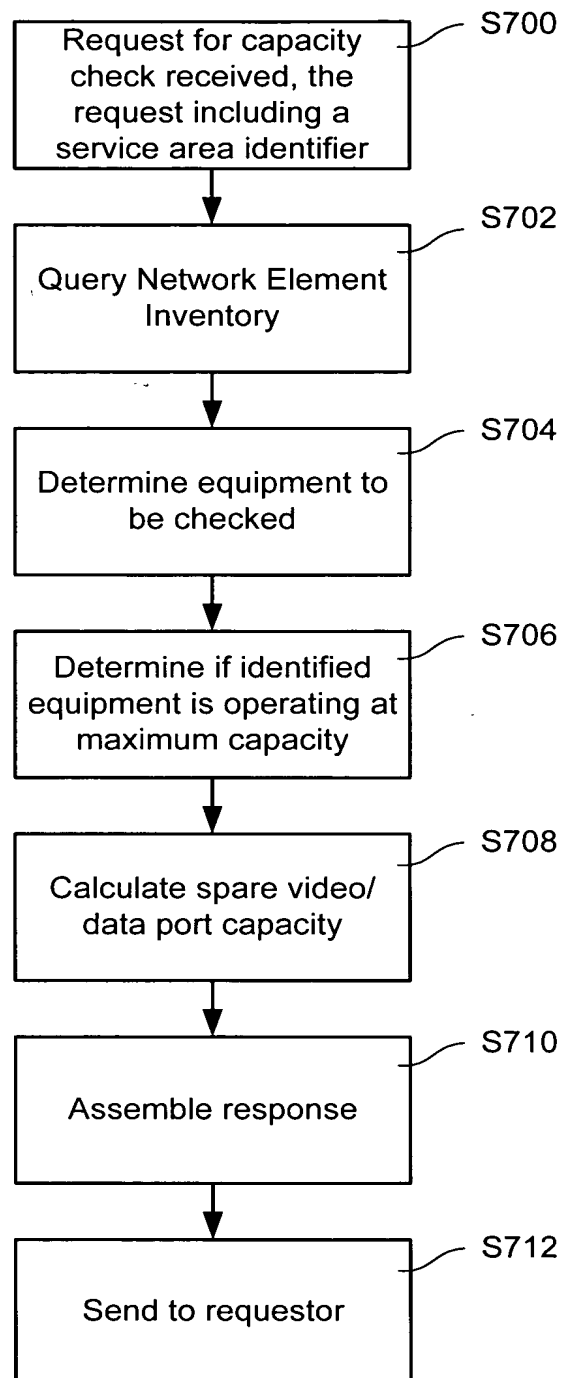 S700
Request for capacity
check received, the
request including a
service area identifier
S702
Query Network Element
Inventory
S704
Determine equipment to
be checked
S706
Determine if identified
equipment is operating at
maximum capacity
S708
Calculate spare video/
data port capacity
S710
Assemble response
S712
Send to requestor